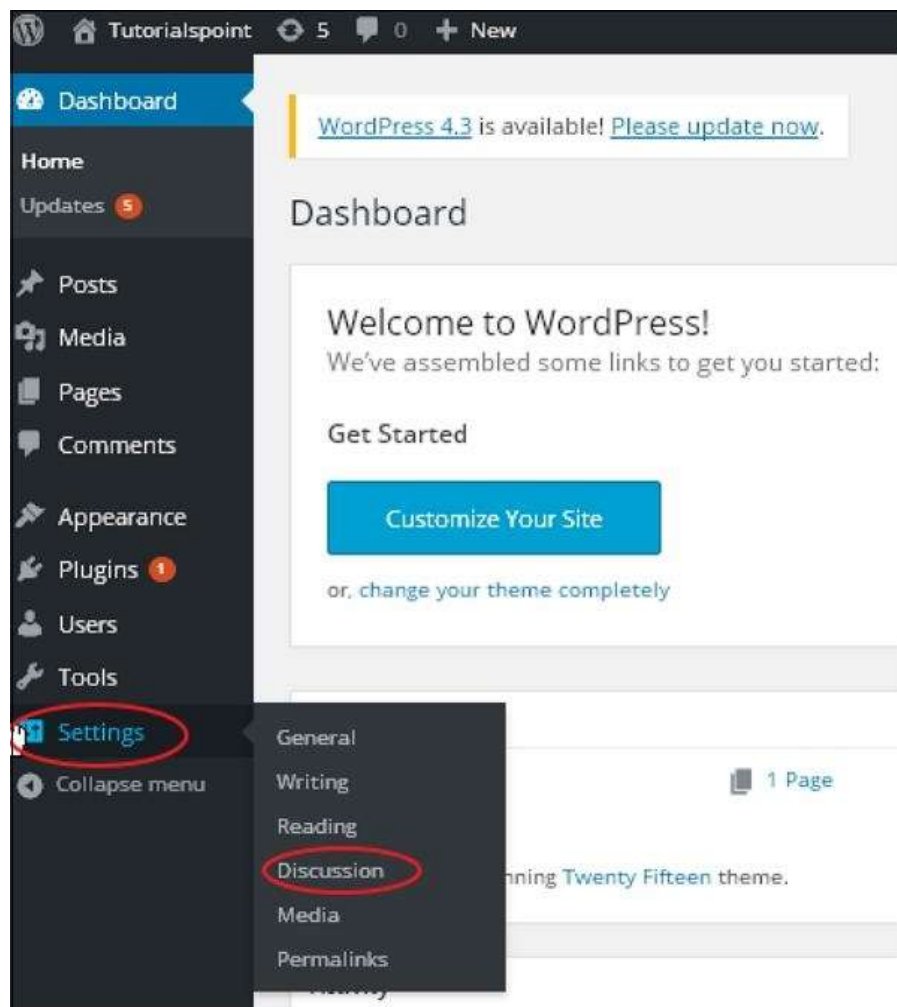 Tutorialspoint 5 0 + New
Dashboard
Home
Updates 5
Posts
Media
Pages
Comments
Appearance
Plugins 1
Users
Tools
Settings
Collapse menu
General
Writing
Reading
Discussion
Media
Permalinks
WordPress 4.3 is available! Please update now.
Dashboard
Welcome to WordPress!
We've assembled some links to get you started:
Get Started
Customize Your Site
or, change your theme completely
1 Page
nning Twenty Fifteen theme.